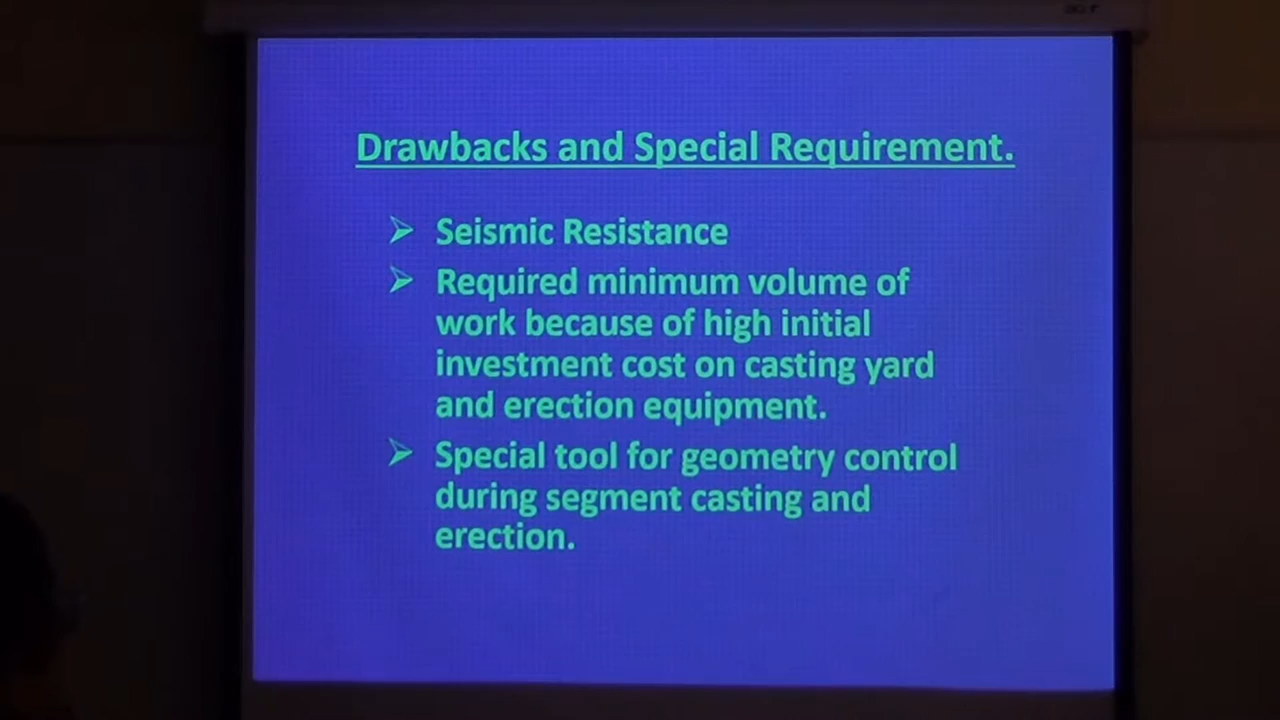 acer
Drawbacks and Special Requirement.
➢ Seismic Resistance
➢ Required minimum volume of
work because of high initial
investment cost on casting yard
and erection equipment.
➢ Special tool for geometry control
during segment casting and
erection.